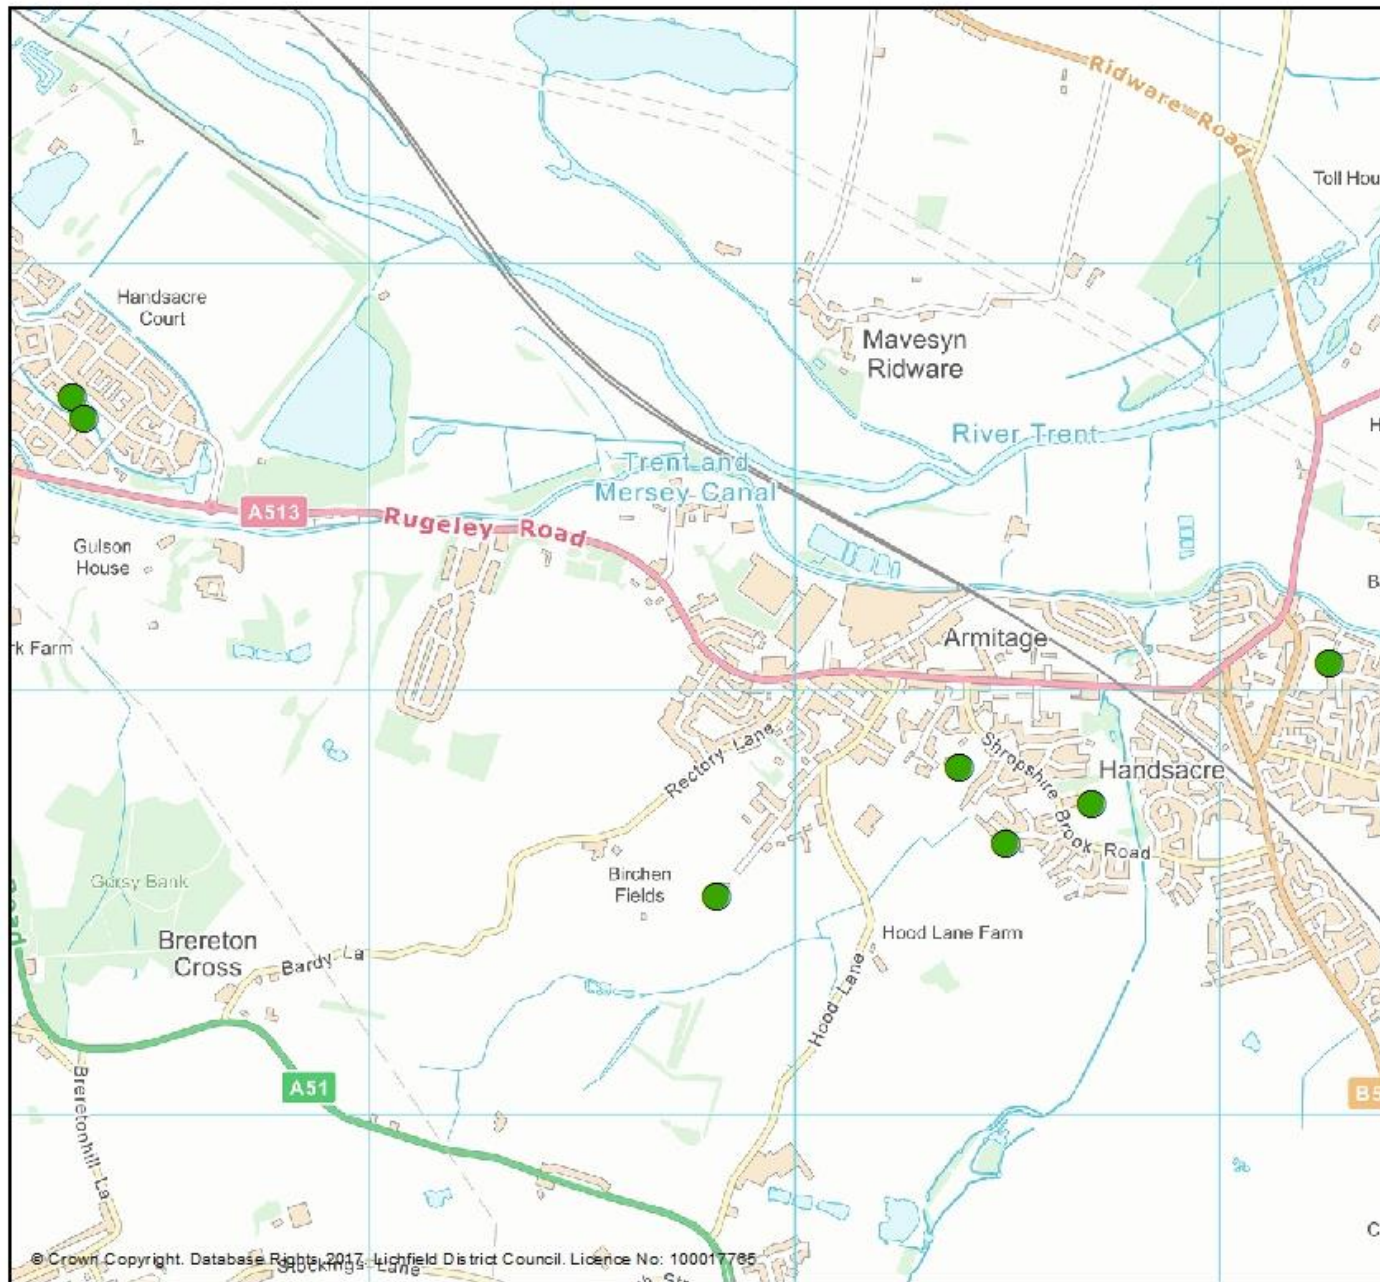 Ridware Road
Toll Hou
Handsacre
Court
Mavesyn
Ridware
River Trent
H
Trent and
Mersey Canal
A513
Rugeley Road
Gulson
House
B
rk Farm
Armitage
Rectory Lane
Shropshire
Brook Road
Handsacre
Birchen
Fields
Gorsy Bank
Road
Brereton
Cross
Bardy La
Hood Lane Farm
Hood Lane
A51
B5
Breretonhill La
C
© Crown Copyright. Database Rights 2017. Lichfield District Council. Licence No: 100017765
Stockings Lane